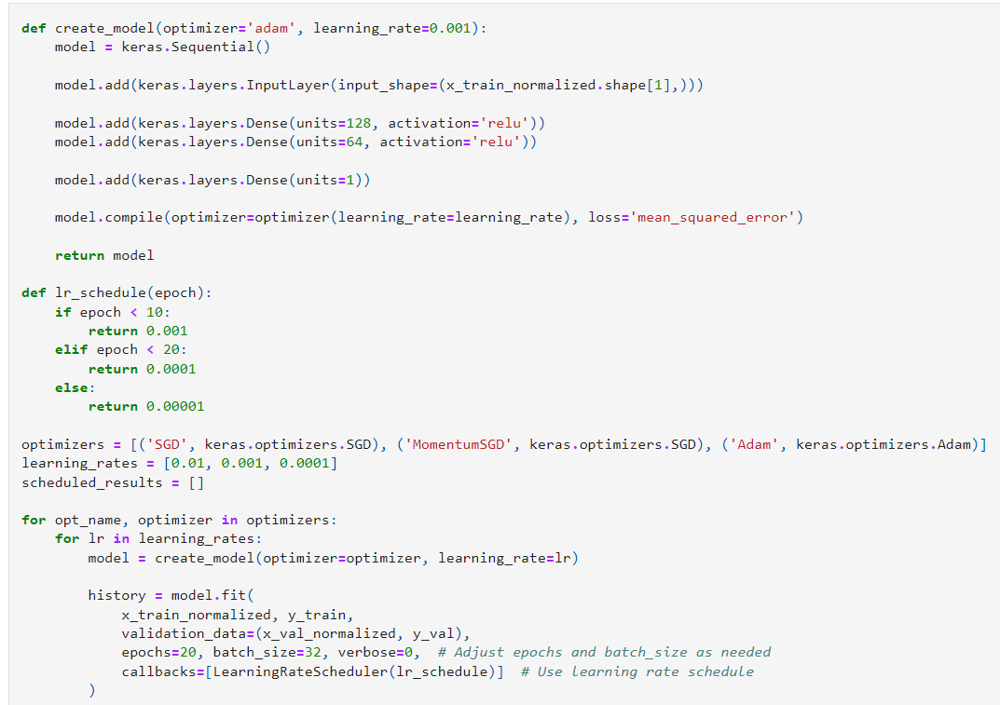 def create_model(optimizer='adam', learning_rate=0.001):
    model = keras.Sequential()

    model.add(keras.layers.InputLayer(input_shape=(x_train_normalized.shape[1],)))

    model.add(keras.layers.Dense(units=128, activation='relu'))
    model.add(keras.layers.Dense(units=64, activation='relu'))

    model.add(keras.layers.Dense(units=1))

    model.compile(optimizer=optimizer(learning_rate=learning_rate), loss='mean_squared_error')

    return model

def lr_schedule(epoch):
    if epoch < 10:
        return 0.001
    elif epoch < 20:
        return 0.0001
    else:
        return 0.00001

optimizers = [('SGD', keras.optimizers.SGD), ('MomentumSGD', keras.optimizers.SGD), ('Adam', keras.optimizers.Adam)]
learning_rates = [0.01, 0.001, 0.0001]
scheduled_results = []

for opt_name, optimizer in optimizers:
    for lr in learning_rates:
        model = create_model(optimizer=optimizer, learning_rate=lr)

        history = model.fit(
            x_train_normalized, y_train,
            validation_data=(x_val_normalized, y_val),
            epochs=20, batch_size=32, verbose=0,  # Adjust epochs and batch_size as needed
            callbacks=[LearningRateScheduler(lr_schedule)]  # Use learning rate schedule
        )